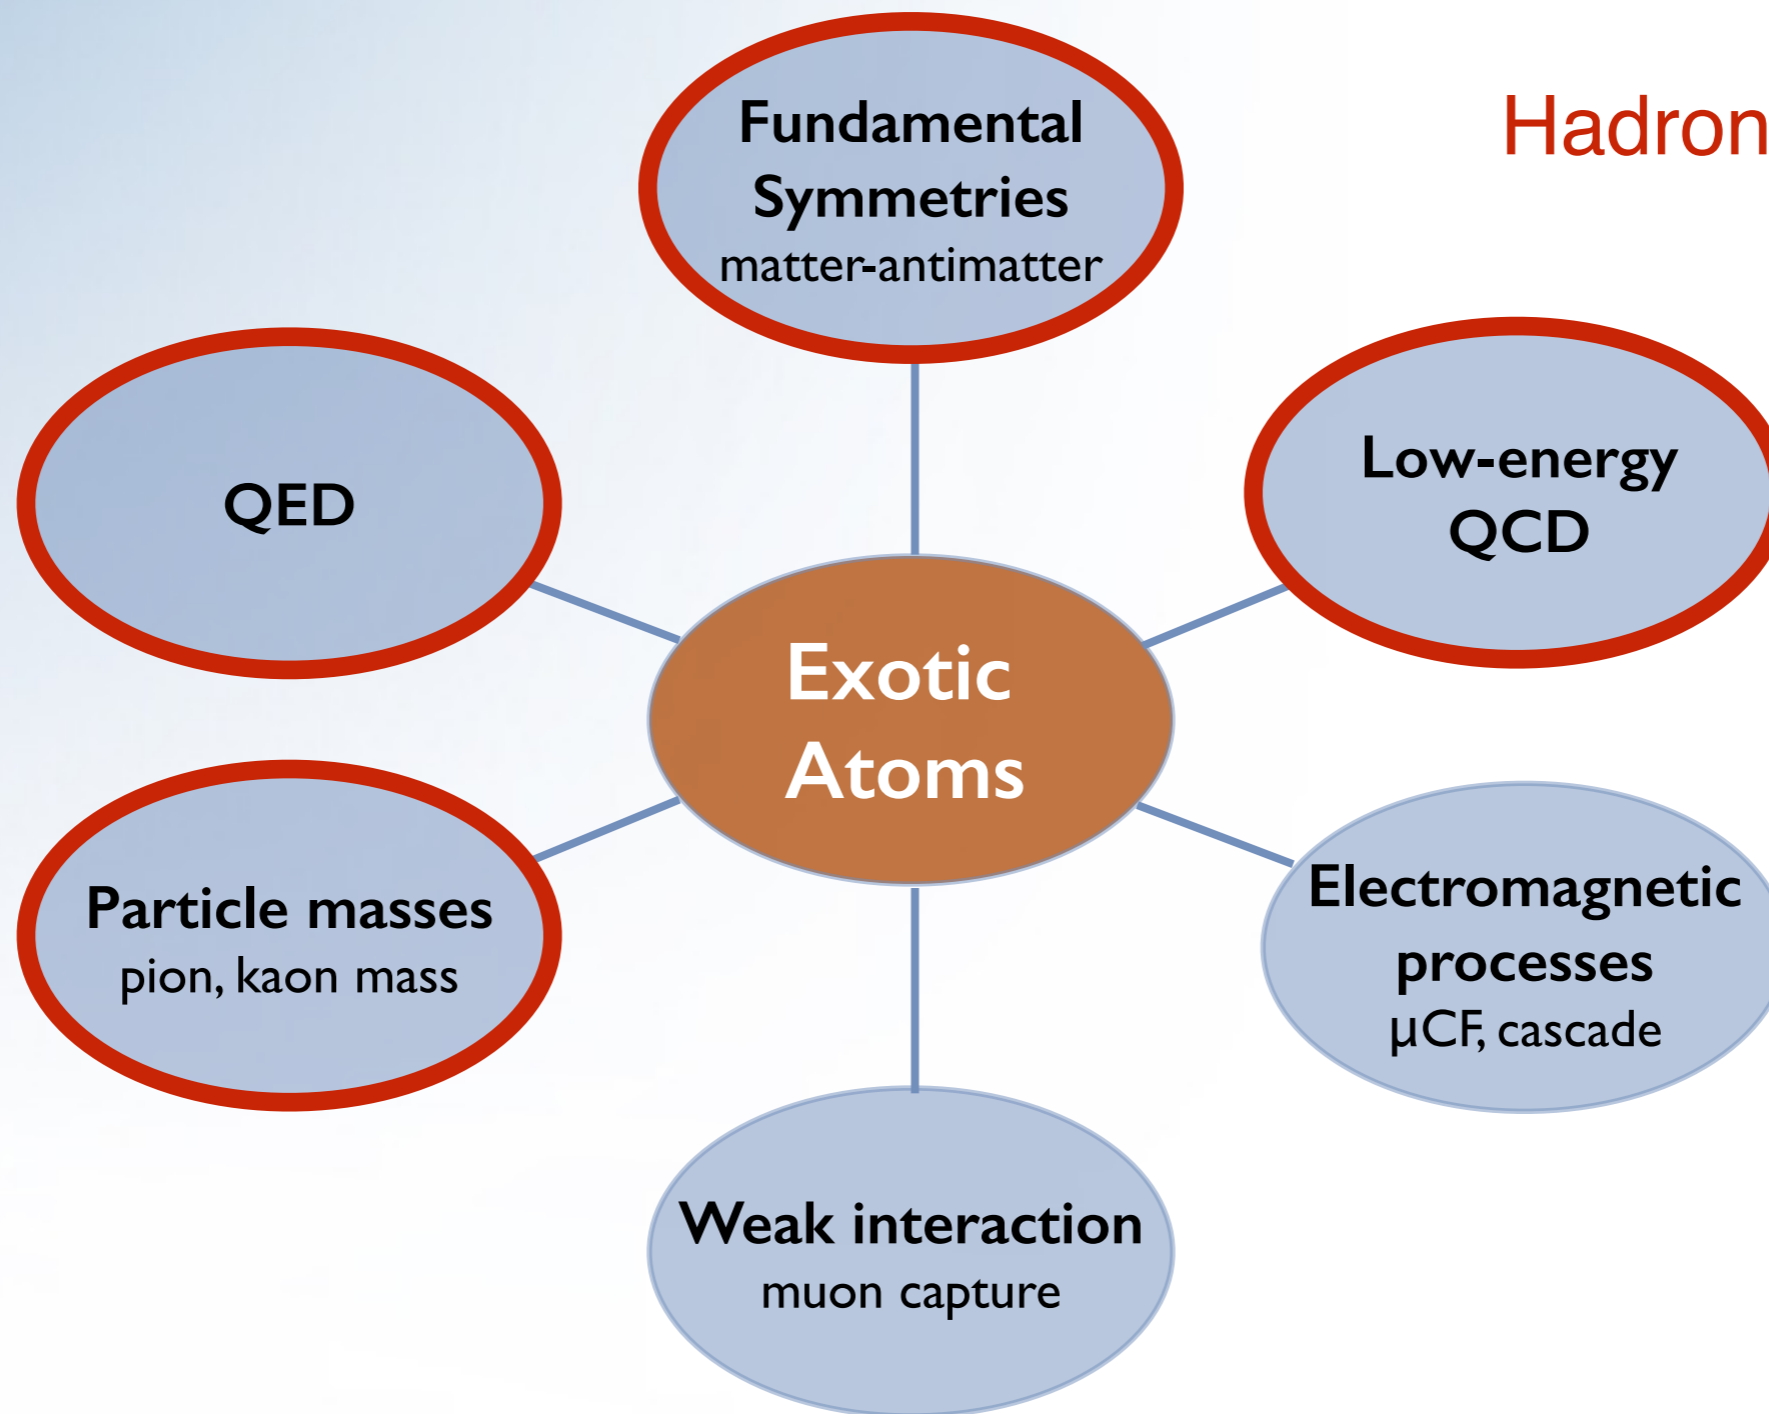 Hadron
Fundamental
Symmetries
matter-antimatter
QED
Low-energy
QCD
Exotic
Atoms
Particle masses
pion, kaon mass
Electromagnetic
processes
μCF, cascade
Weak interaction
muon capture